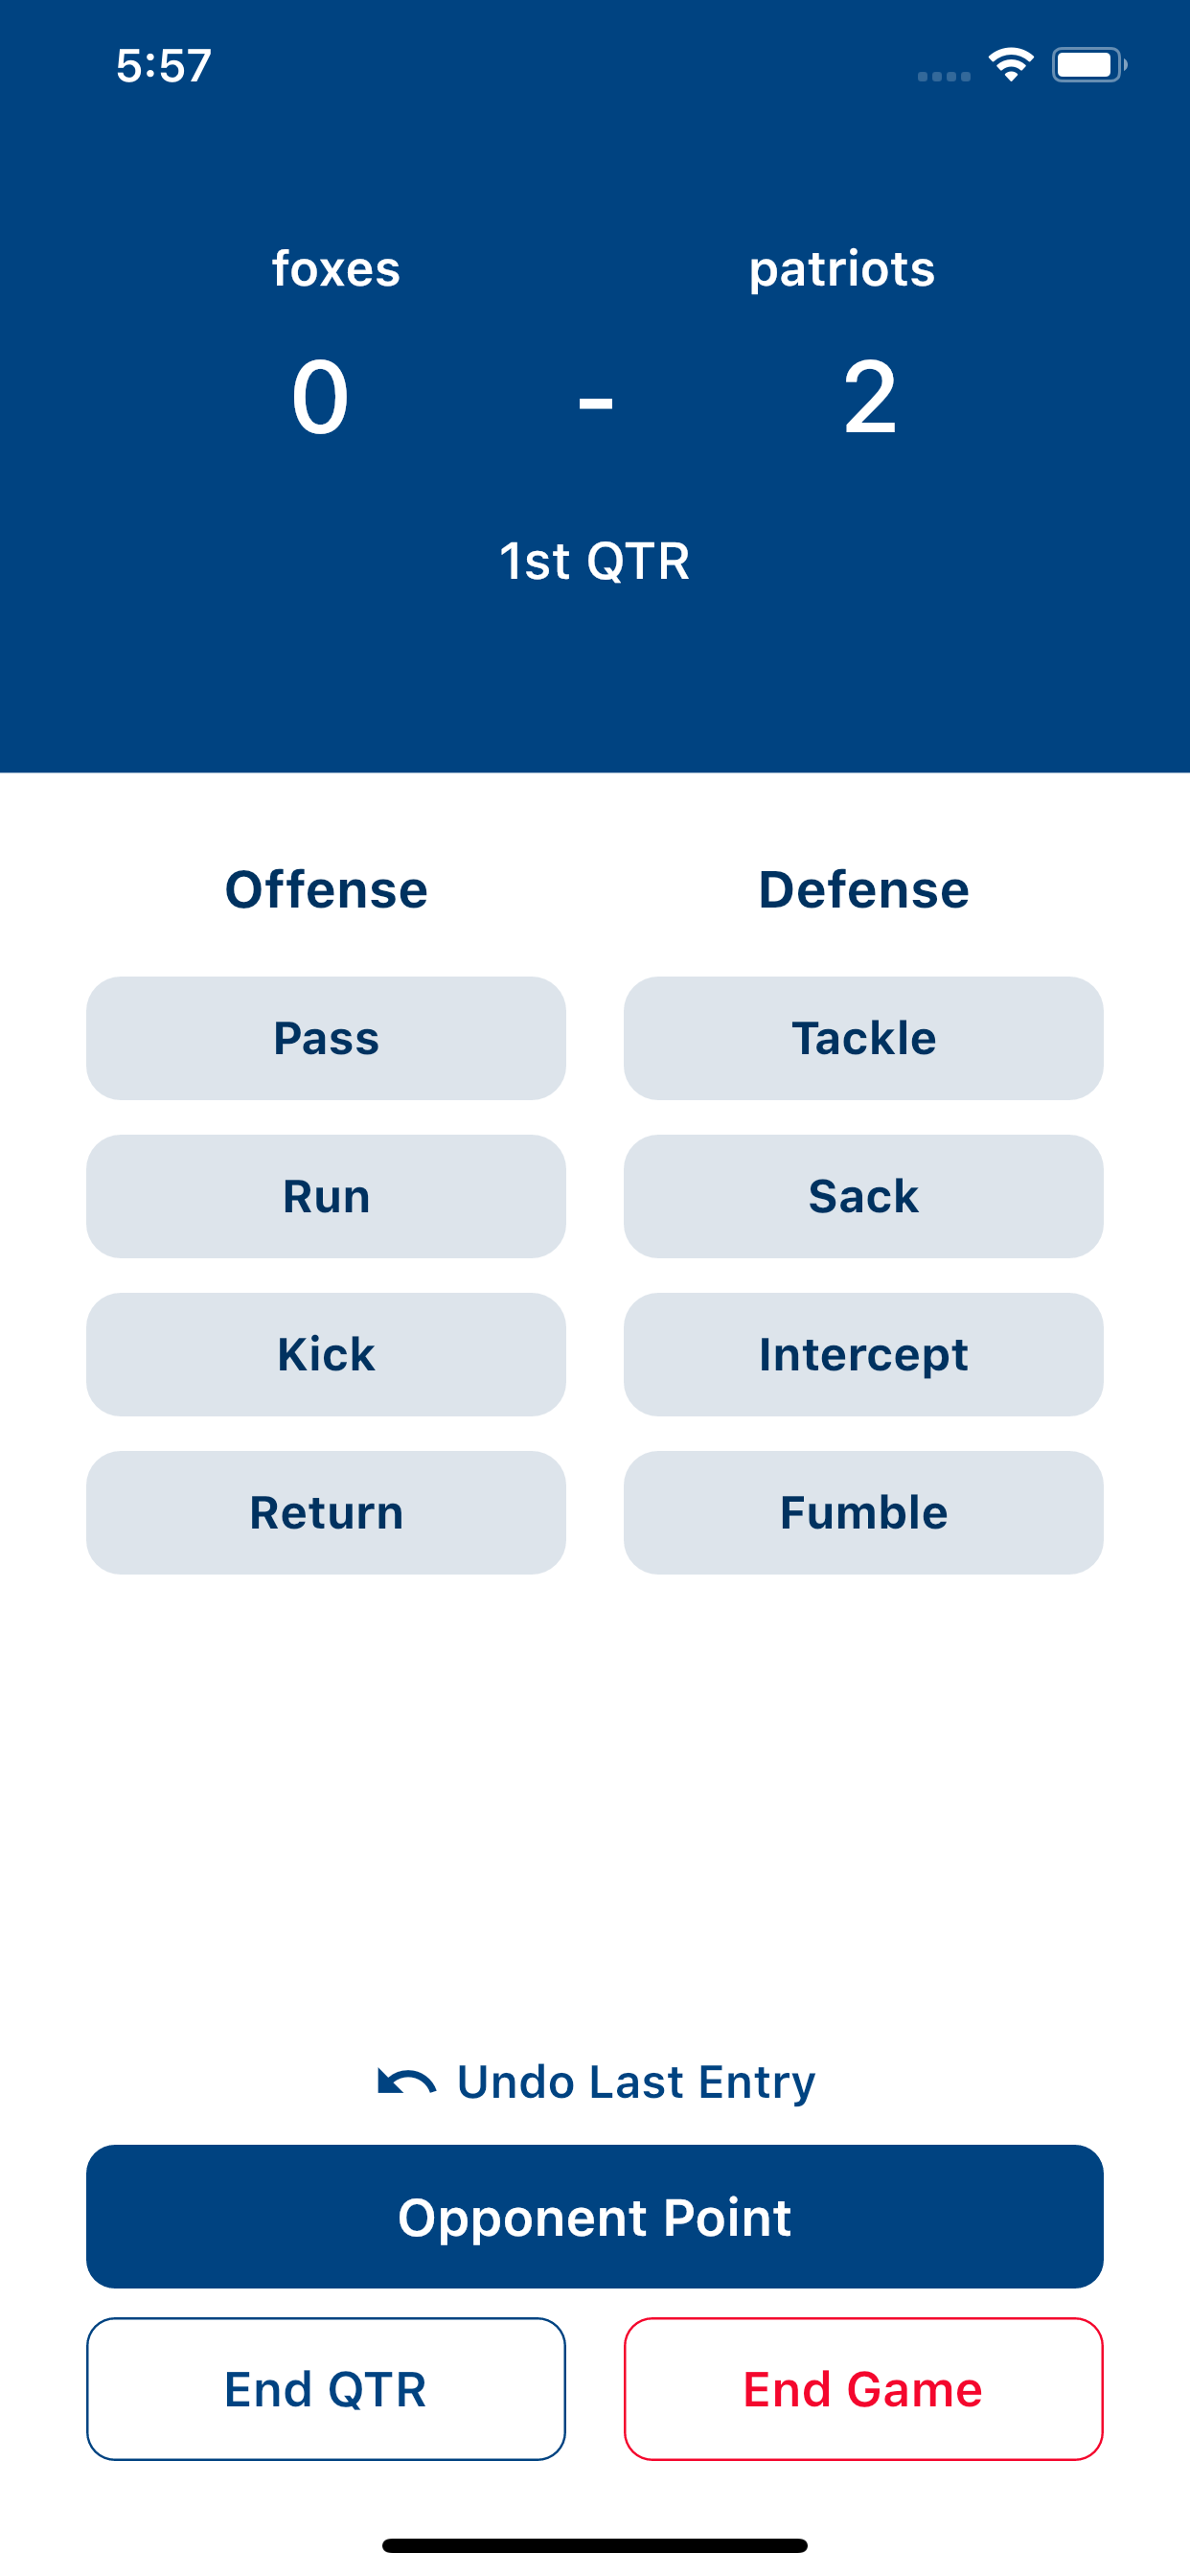 5:57
foxes patriots
0 - 2
1st QTR
Offense Defense
Pass Tackle
Run Sack
Kick Intercept
Return Fumble
Undo Last Entry
Opponent Point
End QTR End Game